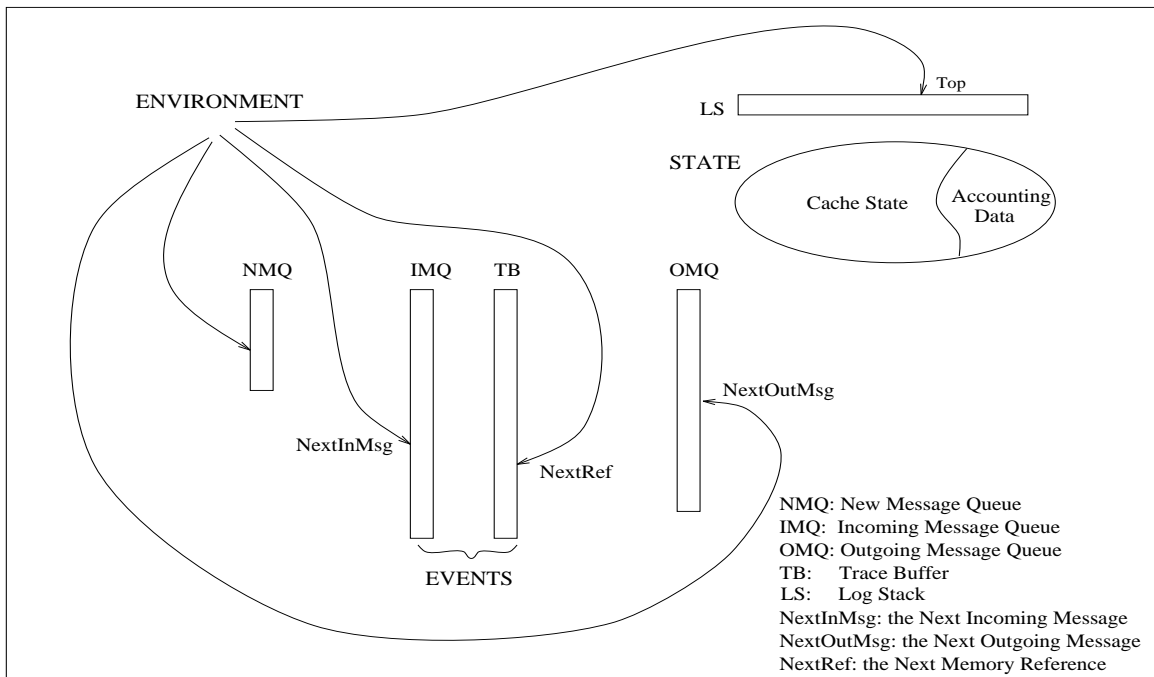 Top
ENVIRONMENT
LS
STATE
Cache State
Accounting
Data
NMQ
IMQ
TB
OMQ
NextOutMsg
NextInMsg
NextRef
EVENTS
NMQ: New Message Queue
IMQ: Incoming Message Queue
OMQ: Outgoing Message Queue
TB: Trace Buffer
LS: Log Stack
NextInMsg: the Next Incoming Message
NextOutMsg: the Next Outgoing Message
NextRef: the Next Memory Reference